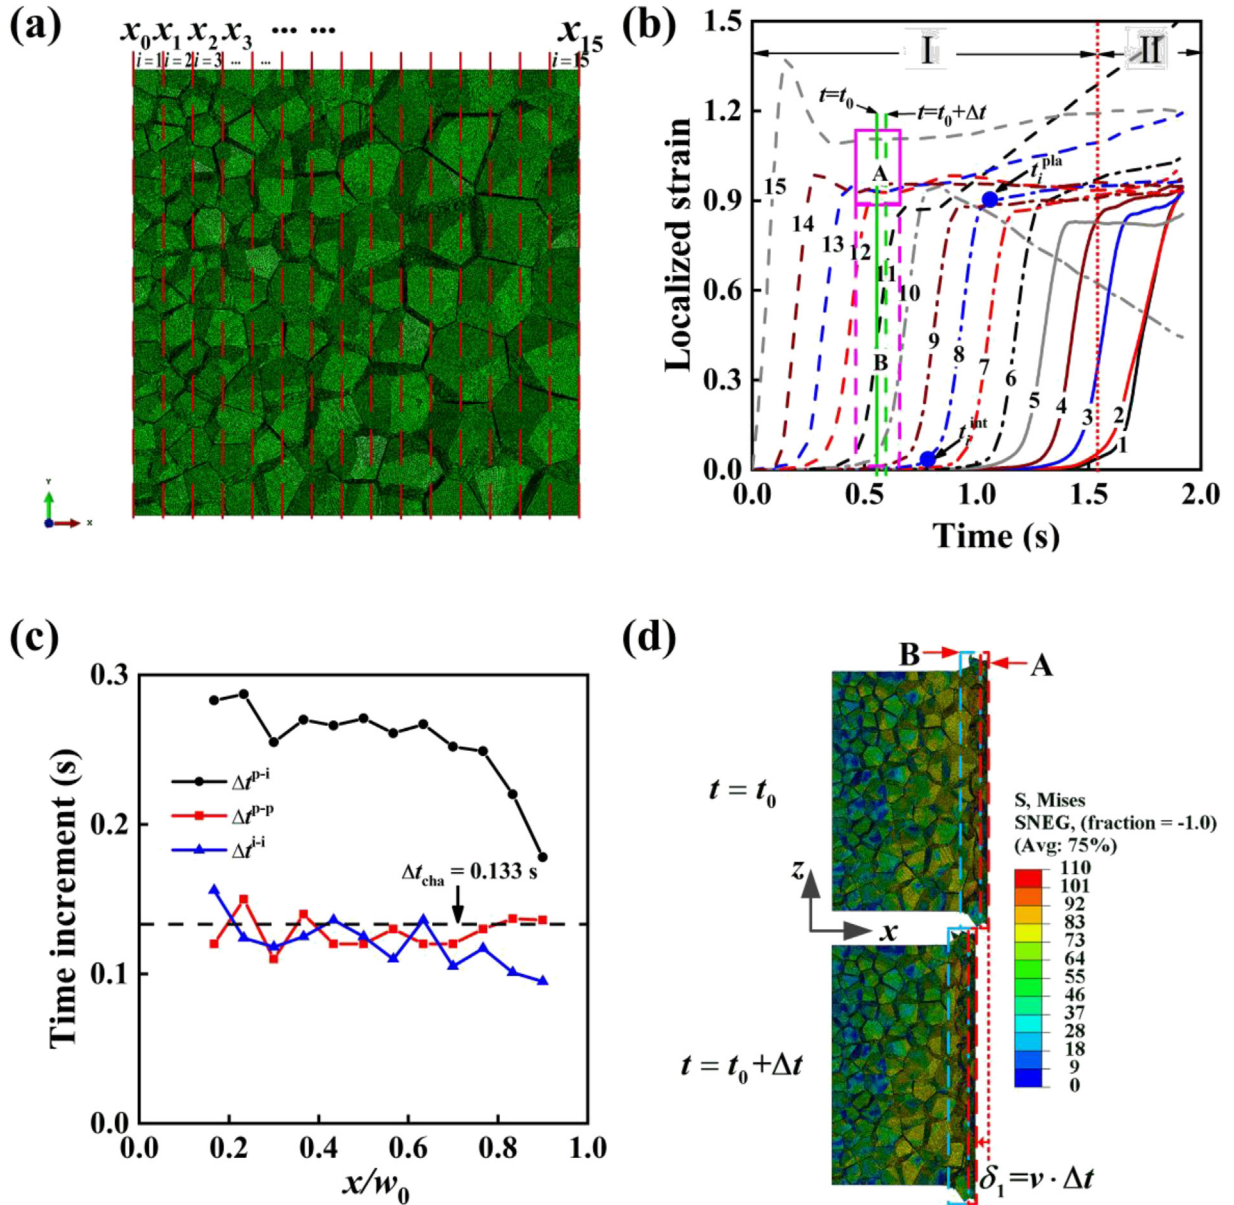 (a)
x0 x1 x2 x3 ... ... x15
i = 1 i = 2 i = 3 ... ... i = 15
Y
X
(b)
Localized strain
1.5
1.2
0.9
0.6
0.3
0.0
I
II
t=t0
t=t0+Δt
A
B
ti^pla
ti^int
15
14
13
12
11
10
9
8
7
6
5
4
3
2
1
0.0 0.5 1.0 1.5 2.0
Time (s)
(c)
Time increment (s)
0.3
0.2
0.1
0.0
Δt^p-i
Δt^p-p
Δt^i-i
Δtcha = 0.133 s
0.0 0.2 0.4 0.6 0.8 1.0
x/w0
(d)
B
A
t = t0
z
x
t = t0 +Δt
S, Mises
SNEG, (fraction = -1.0)
(Avg: 75%)
110
101
92
83
73
64
55
46
37
28
18
9
0
δ1=v · Δt